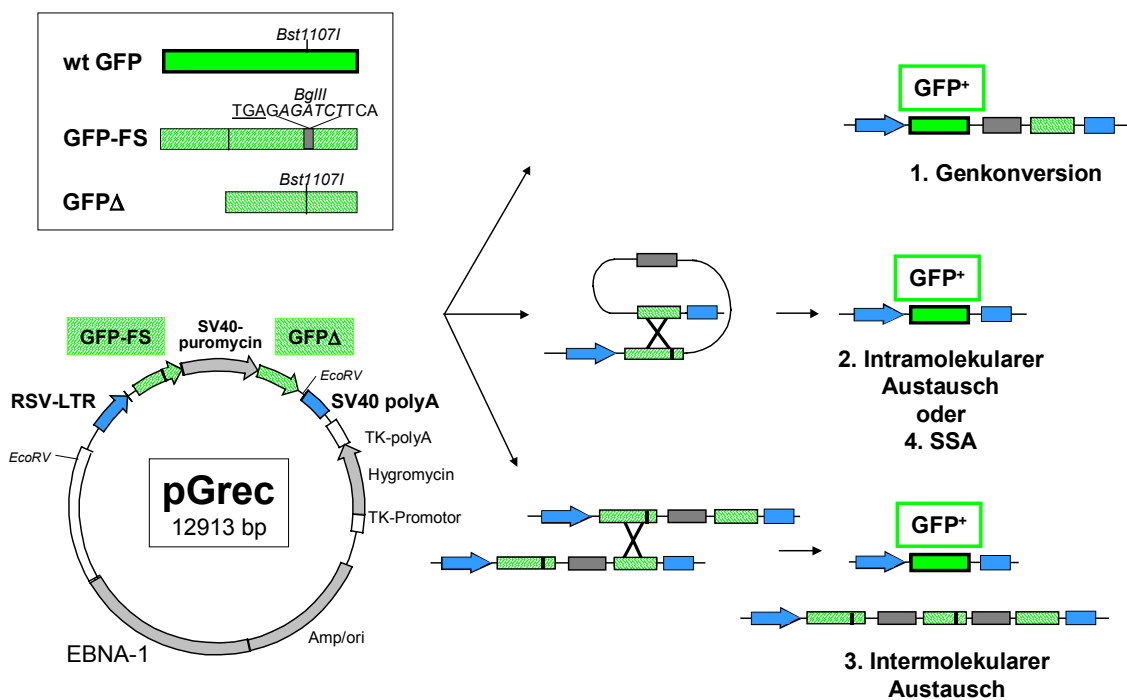 Bst1107I
wt GFP
BglII
TGAGAGATCTTTCA
GFP-FS
Bst1107I
GFPΔ
GFP-FS
SV40-
puromycin
GFPΔ
EcoRV
RSV-LTR
SV40 polyA
TK-polyA
EcoRV
Hygromycin
pGrec
12913 bp
TK-Promotor
Amp/ori
EBNA-1
GFP⁺
1. Genkonversion
GFP⁺
2. Intramolekularer
Austausch
oder
4. SSA
GFP⁺
3. Intermolekularer
Austausch